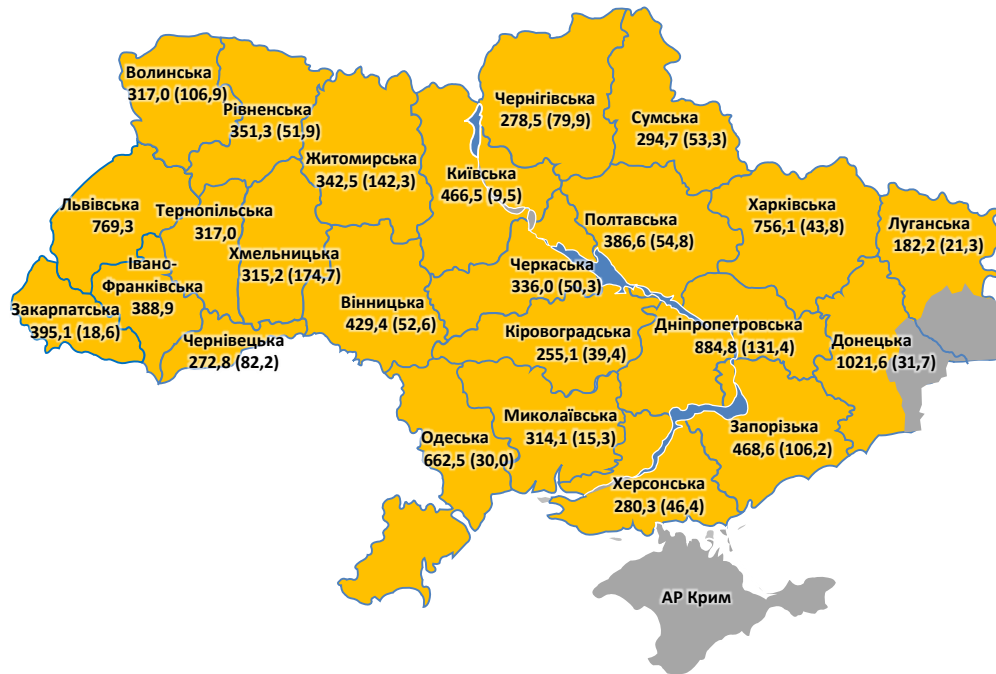 Волинська
317,0 (106,9)
Рівненська
351,3 (51,9)
Житомирська
342,5 (142,3)
Київська
466,5 (9,5)
Чернігівська
278,5 (79,9)
Сумська
294,7 (53,3)
Львівська
769,3
Тернопільська
317,0
Хмельницька
315,2 (174,7)
Івано-
Франківська
388,9
Закарпатська
395,1 (18,6)
Чернівецька
272,8 (82,2)
Вінницька
429,4 (52,6)
Черкаська
336,0 (50,3)
Полтавська
386,6 (54,8)
Харківська
756,1 (43,8)
Луганська
182,2 (21,3)
Кіровоградська
255,1 (39,4)
Дніпропетровська
884,8 (131,4)
Донецька
1021,6 (31,7)
Одеська
662,5 (30,0)
Миколаївська
314,1 (15,3)
Запорізька
468,6 (106,2)
Херсонська
280,3 (46,4)
АР Крим